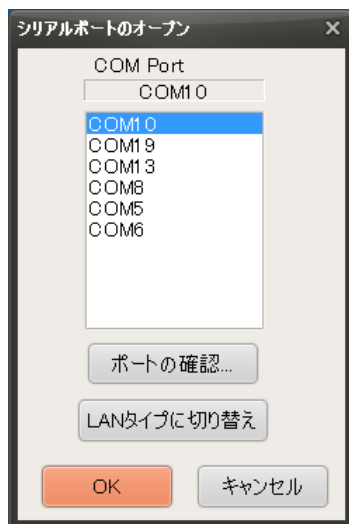 シリアルポートのオープン
COM Port
COM10
COM10
COM19
COM13
COM8
COM5
COM6
ポートの確認...
LANタイプに切り替え
OK
キャンセル